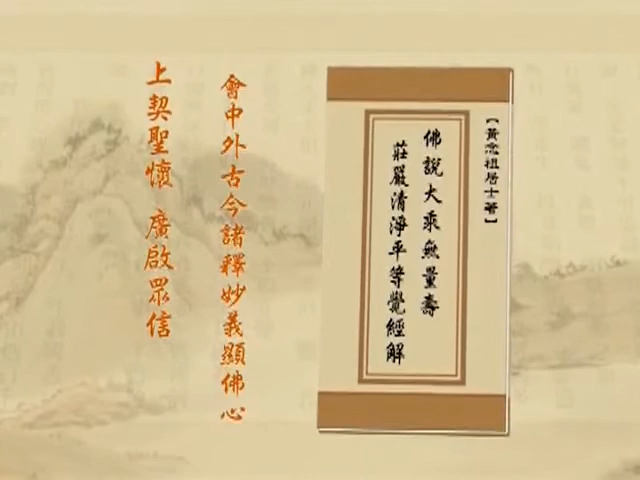 【黃念祖居士著】
佛說大乘無量壽
莊嚴清淨平等覺經解
會中外古今諸釋妙義顯佛心
上契聖懷 廣啟眾信